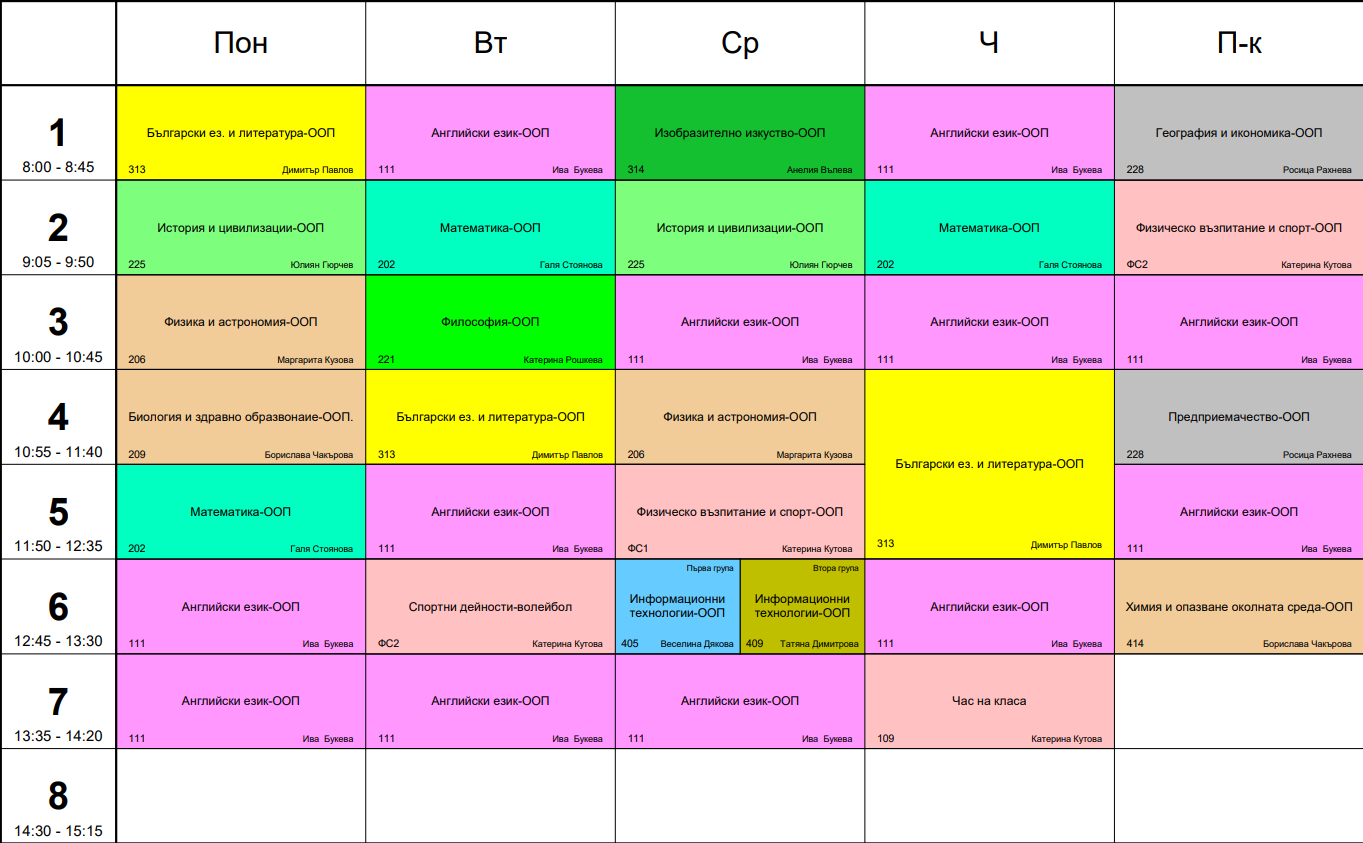 Пон Вт Ср Ч П-к
1
8:00 - 8:45
Български ез. и литература-ООП
313 Димитър Павлов
Английски език-ООП
111 Ива Букева
Изобразително изкуство-ООП
314 Анелия Вълева
Английски език-ООП
111 Ива Букева
География и икономика-ООП
228 Росица Рахнева
2
9:05 - 9:50
История и цивилизации-ООП
225 Юлиян Гюрчев
Математика-ООП
202 Галя Стоянова
История и цивилизации-ООП
225 Юлиян Гюрчев
Математика-ООП
202 Галя Стоянова
Физическо възпитание и спорт-ООП
ФС2 Катерина Кутова
3
10:00 - 10:45
Физика и астрономия-ООП
206 Маргарита Кузова
Философия-ООП
221 Катерина Рошкева
Английски език-ООП
111 Ива Букева
Английски език-ООП
111 Ива Букева
Английски език-ООП
111 Ива Букева
4
10:55 - 11:40
Биология и здравно образвонаие-ООП.
209 Борислава Чакърова
Български ез. и литература-ООП
313 Димитър Павлов
Физика и астрономия-ООП
206 Маргарита Кузова
Български ез. и литература-ООП
313 Димитър Павлов
Предприемачество-ООП
228 Росица Рахнева
5
11:50 - 12:35
Математика-ООП
202 Галя Стоянова
Английски език-ООП
111 Ива Букева
Физическо възпитание и спорт-ООП
ФС1 Катерина Кутова
Английски език-ООП
111 Ива Букева
6
12:45 - 13:30
Английски език-ООП
111 Ива Букева
Спортни дейности-волейбол
ФС2 Катерина Кутова
Първа група
Информационни
технологии-ООП
405 Веселина Дякова
Втора група
Информационни
технологии-ООП
409 Татяна Димитрова
Английски език-ООП
111 Ива Букева
Химия и опазване околната среда-ООП
414 Борислава Чакърова
7
13:35 - 14:20
Английски език-ООП
111 Ива Букева
Английски език-ООП
111 Ива Букева
Английски език-ООП
111 Ива Букева
Час на класа
109 Катерина Кутова
8
14:30 - 15:15